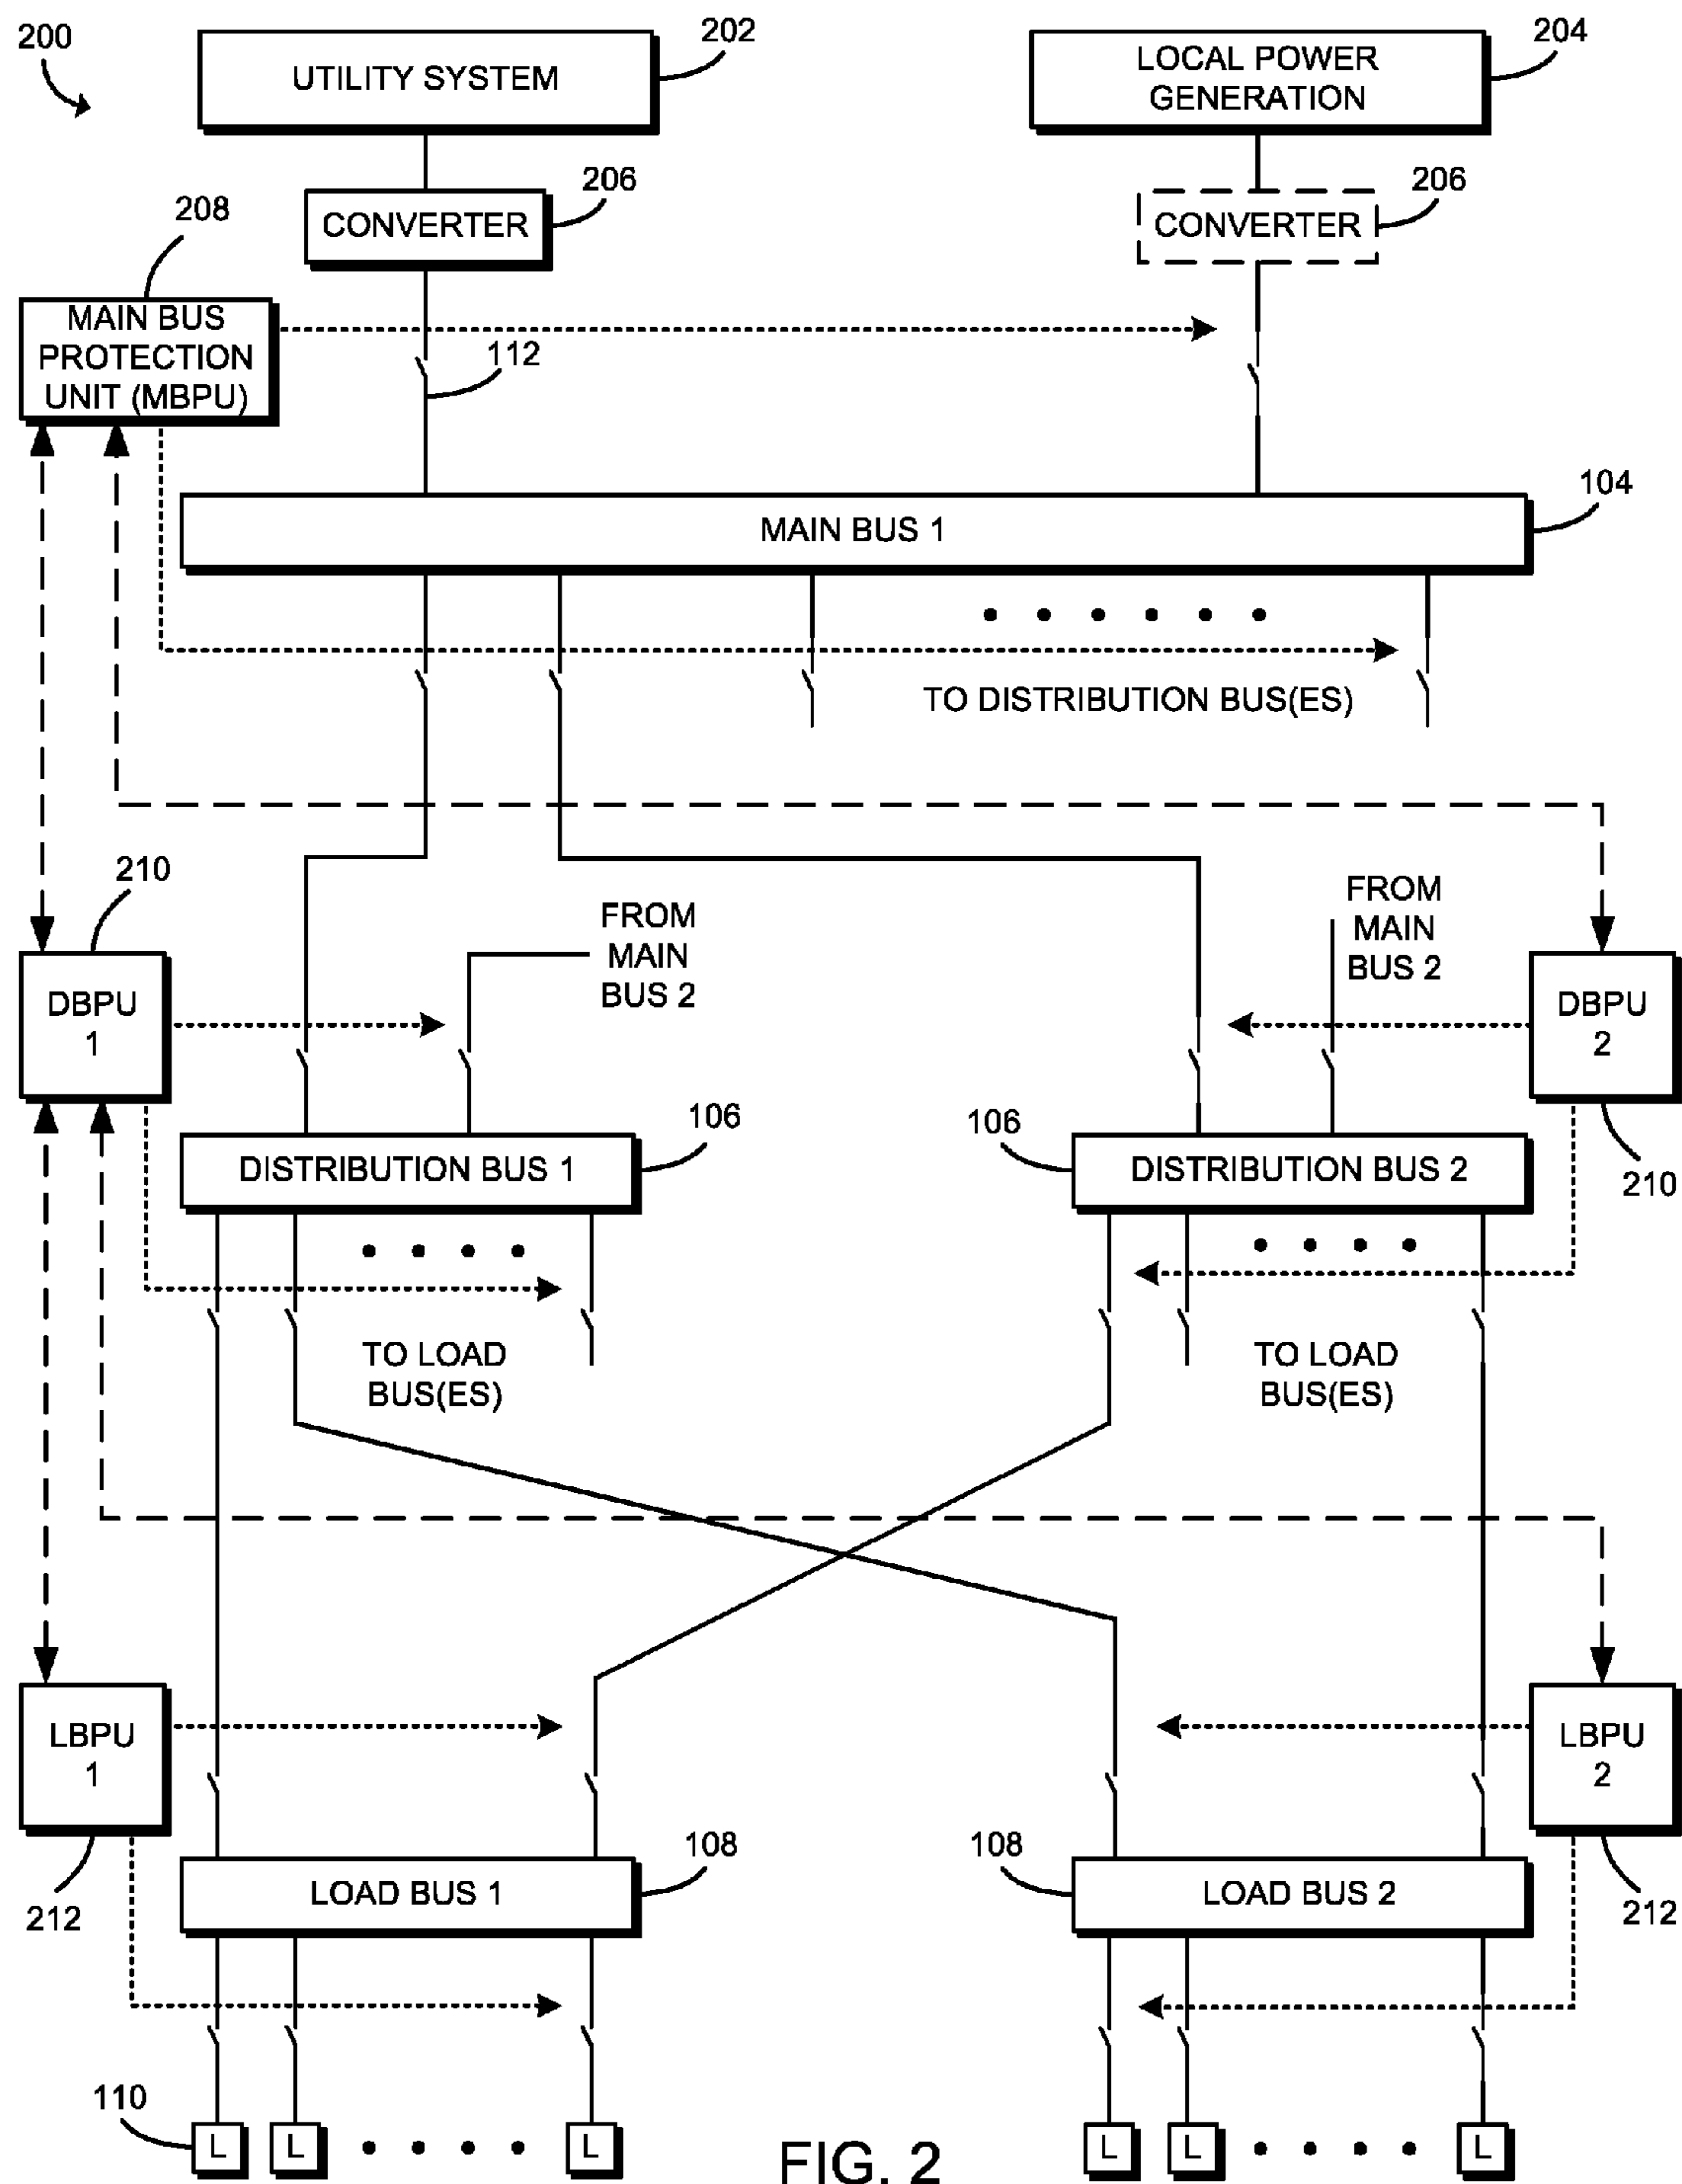 200
202
204
UTILITY SYSTEM
LOCAL POWER
GENERATION
206
206
CONVERTER
CONVERTER
208
MAIN BUS
PROTECTION
UNIT (MBPU)
112
104
MAIN BUS 1
TO DISTRIBUTION BUS(ES)
210
FROM
MAIN
BUS 2
FROM
MAIN
BUS 2
DBPU
1
DBPU
2
106
106
DISTRIBUTION BUS 1
DISTRIBUTION BUS 2
210
TO LOAD
BUS(ES)
TO LOAD
BUS(ES)
LBPU
1
LBPU
2
108
108
212
LOAD BUS 1
LOAD BUS 2
212
110
L
L
L
L
L
L
FIG. 2